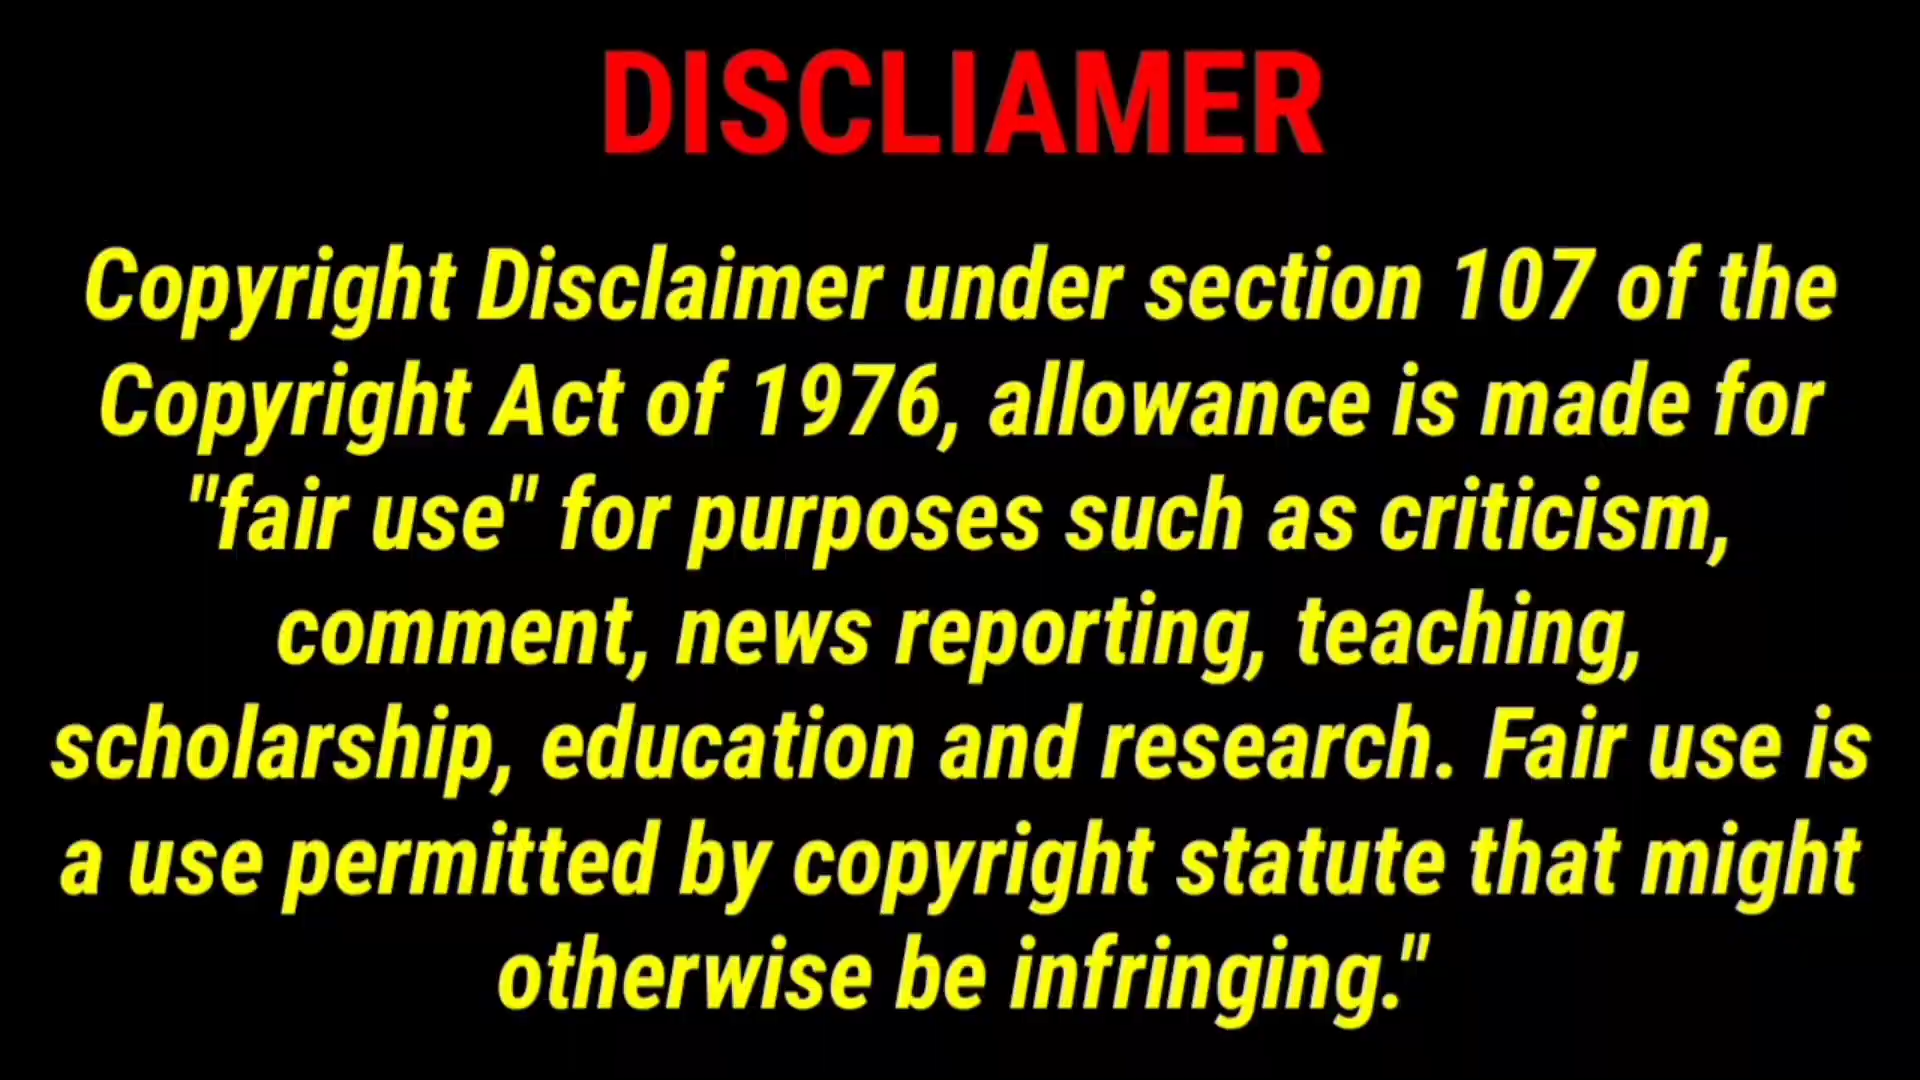 DISCLIAMER
Copyright Disclaimer under section 107 of the
Copyright Act of 1976, allowance is made for
"fair use" for purposes such as criticism,
comment, news reporting, teaching,
scholarship, education and research. Fair use is
a use permitted by copyright statute that might
otherwise be infringing."